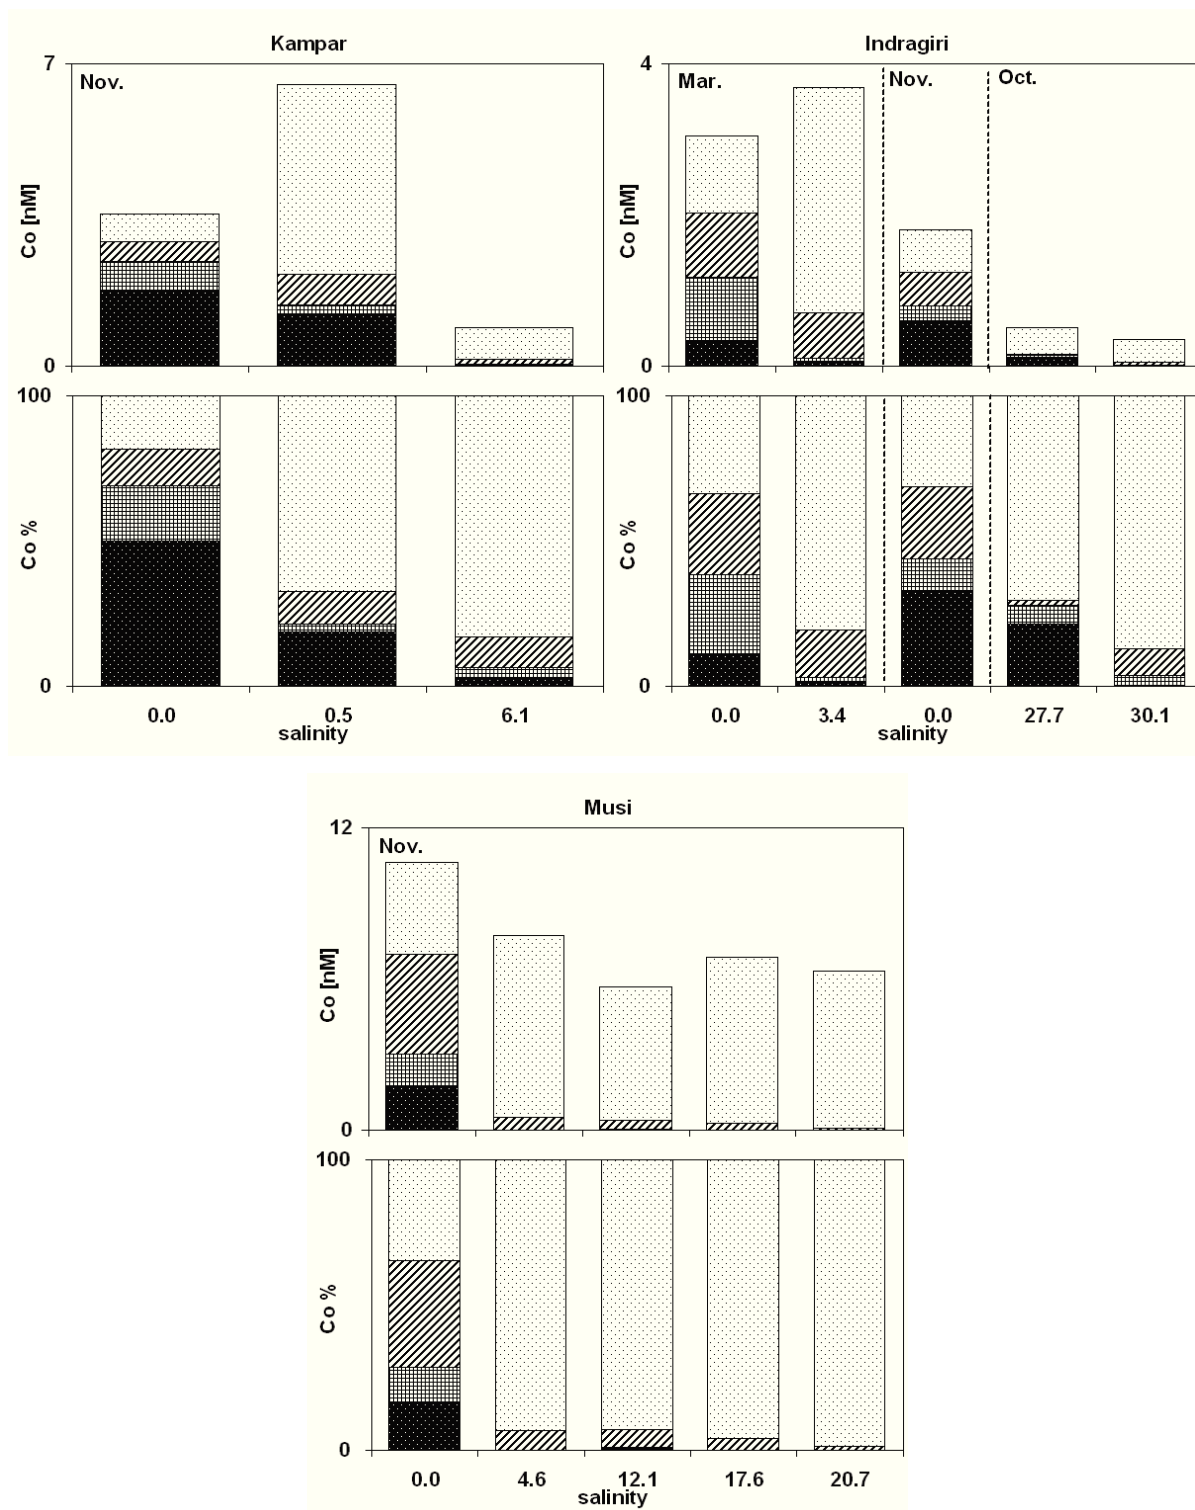 Kampar
7
Nov.
Co [nM]
0
100
Co %
0
0.0 0.5 6.1
salinity
Indragiri
4
Mar. Nov. Oct.
Co [nM]
0
100
Co %
0
0.0 3.4 0.0 27.7 30.1
salinity
Musi
12
Nov.
Co [nM]
0
100
Co %
0
0.0 4.6 12.1 17.6 20.7
salinity